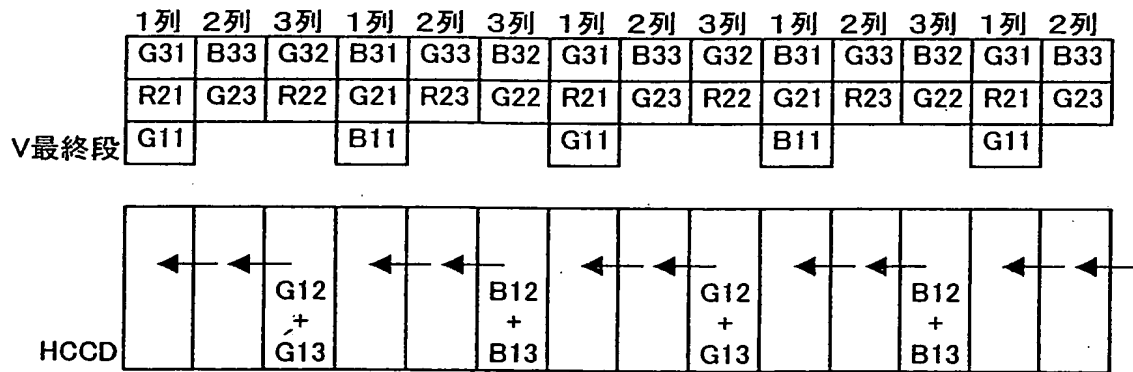 1列 2列 3列 1列 2列 3列 1列 2列 3列 1列 2列 3列 1列 2列
G31 B33 G32 B31 G33 B32 G31 B33 G32 B31 G33 B32 G31 B33
R21 G23 R22 G21 R23 G22 R21 G23 R22 G21 R23 G22 R21 G23
V最終段 G11 B11 G11 B11 G11
G12 B12 G12 B12
+ + + +
HCCD G13 B13 G13 B13